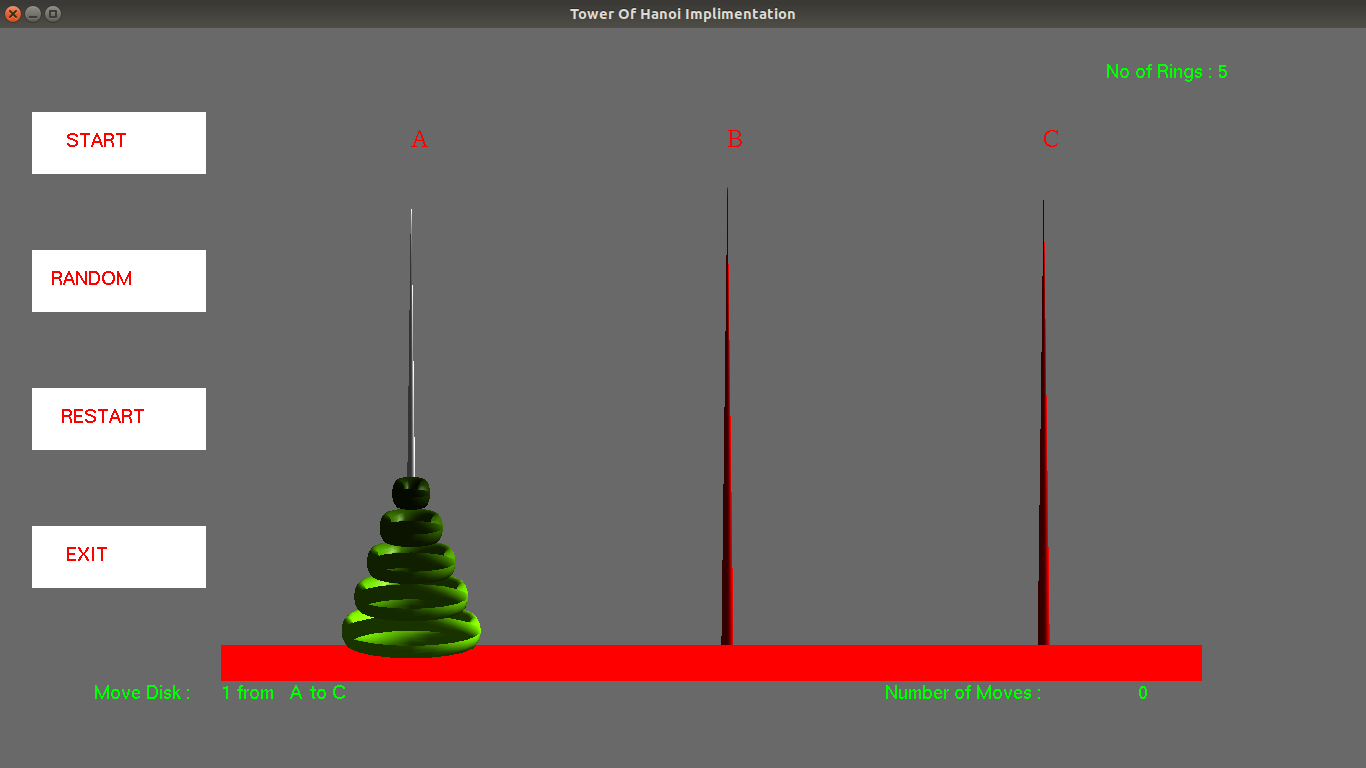 Tower Of Hanoi Implimentation
No of Rings : 5
START
A
B
C
RANDOM
RESTART
EXIT
Move Disk : 1 from A to C
Number of Moves : 0